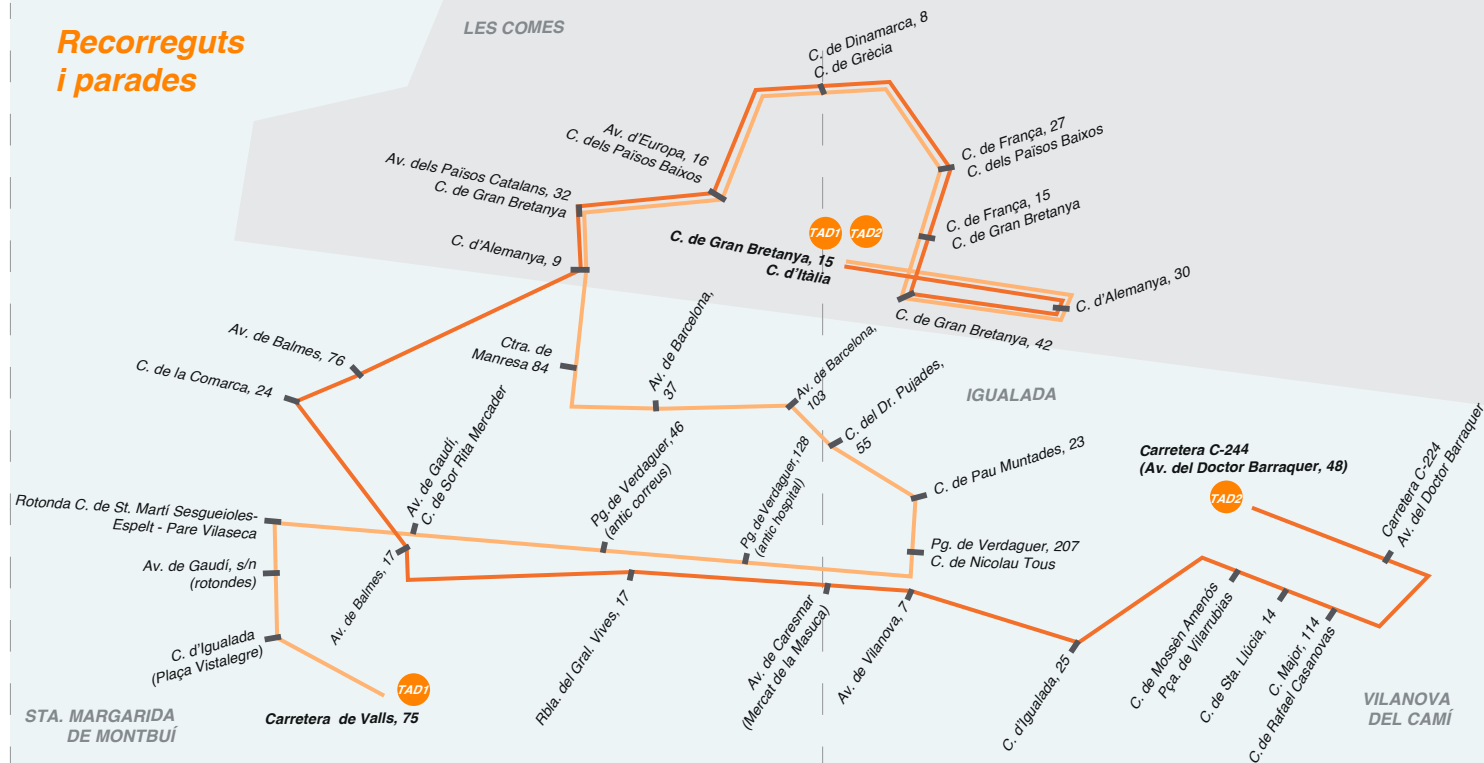 Recorreguts
i parades
LES COMES
C. de Dinamarca, 8
C. de Grècia
Av. d'Europa, 16
C. dels Països Baixos
C. de França, 27
C. dels Països Baixos
Av. dels Països Catalans, 32
C. de Gran Bretanya
C. de França, 15
C. de Gran Bretanya
TAD1
TAD2
C. de Gran Bretanya, 15
C. d'Itàlia
C. d'Alemanya, 9
C. d'Alemanya, 30
C. de Gran Bretanya, 42
Av. de Balmes, 76
Ctra. de
Manresa 84
Av. de Barcelona,
37
Av. de Barcelona,
103
C. de la Comarca, 24
C. del Dr. Pujades,
55
IGUALADA
Av. de Gaudí,
C. de Sor Rita Mercader
Pg. de Verdaguer, 46
(antic correus)
Pg. de Verdaguer, 128
(antic hospital)
C. de Pau Muntades, 23
Carretera C-244
(Av. del Doctor Barraquer, 48)
TAD2
Carretera C-224
Av. del Doctor Barraquer
Rotonda C. de St. Martí Sesgueioles-
Espelt - Pare Vilaseca
Av. de Gaudí, s/n
(rotondes)
Pg. de Verdaguer, 207
C. de Nicolau Tous
Av. de Balmes, 17
C. d'Igualada
(Plaça Vistalegre)
TAD1
Carretera de Valls, 75
Rbla. del Gral. Vives, 17
Av. de Caresmar
(Mercat de la Masuca)
Av. de Vilanova, 7
C. d'Igualada, 25
C. de Mossèn Amenós
Pça. de Vilarrubias
C. de Sta. Llúcia, 14
C. Major, 114
C. de Rafael Casanovas
STA. MARGARIDA
DE MONTBUÍ
VILANOVA
DEL CAMÍ